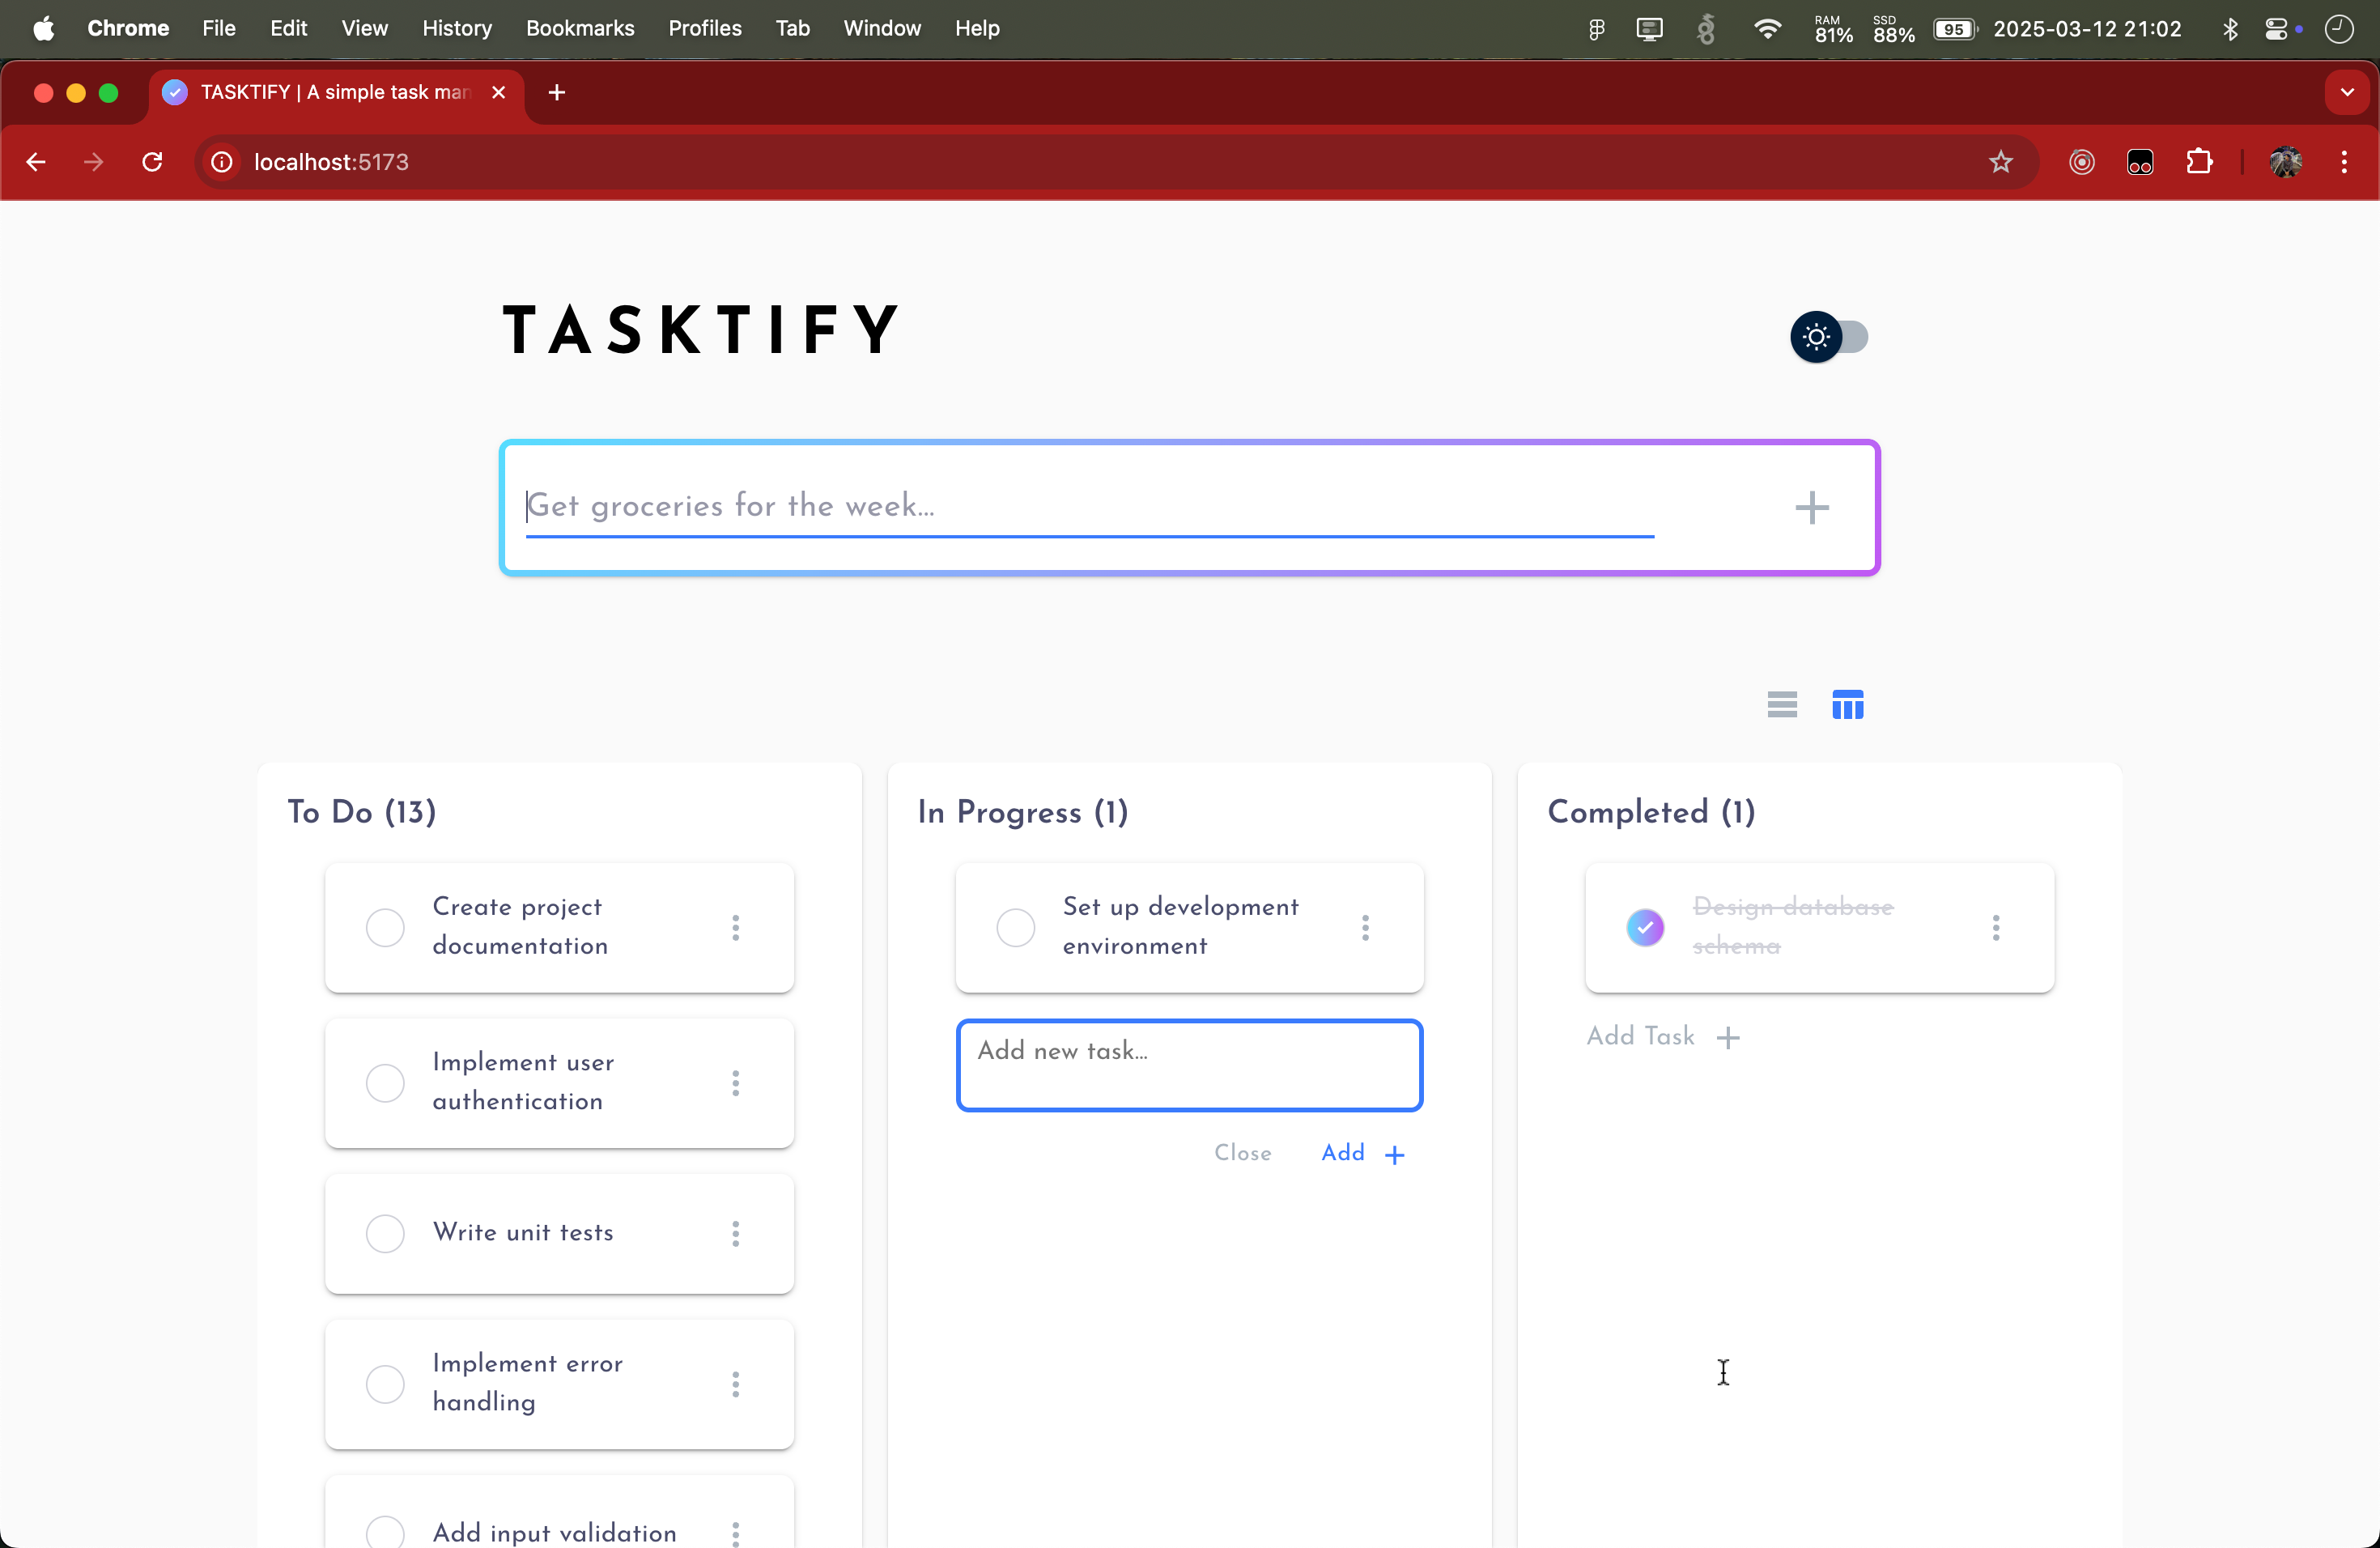 Chrome File Edit View History Bookmarks Profiles Tab Window Help RAM 81% SSD 88% 95 2025-03-12 21:02
TASKTIFY | A simple task man
localhost:5173
TASKTIFY
Get groceries for the week...
To Do (13)
Create project
documentation
Implement user
authentication
Write unit tests
Implement error
handling
Add input validation
In Progress (1)
Set up development
environment
Add new task...
Close Add
Completed (1)
Design database
schema
Add Task